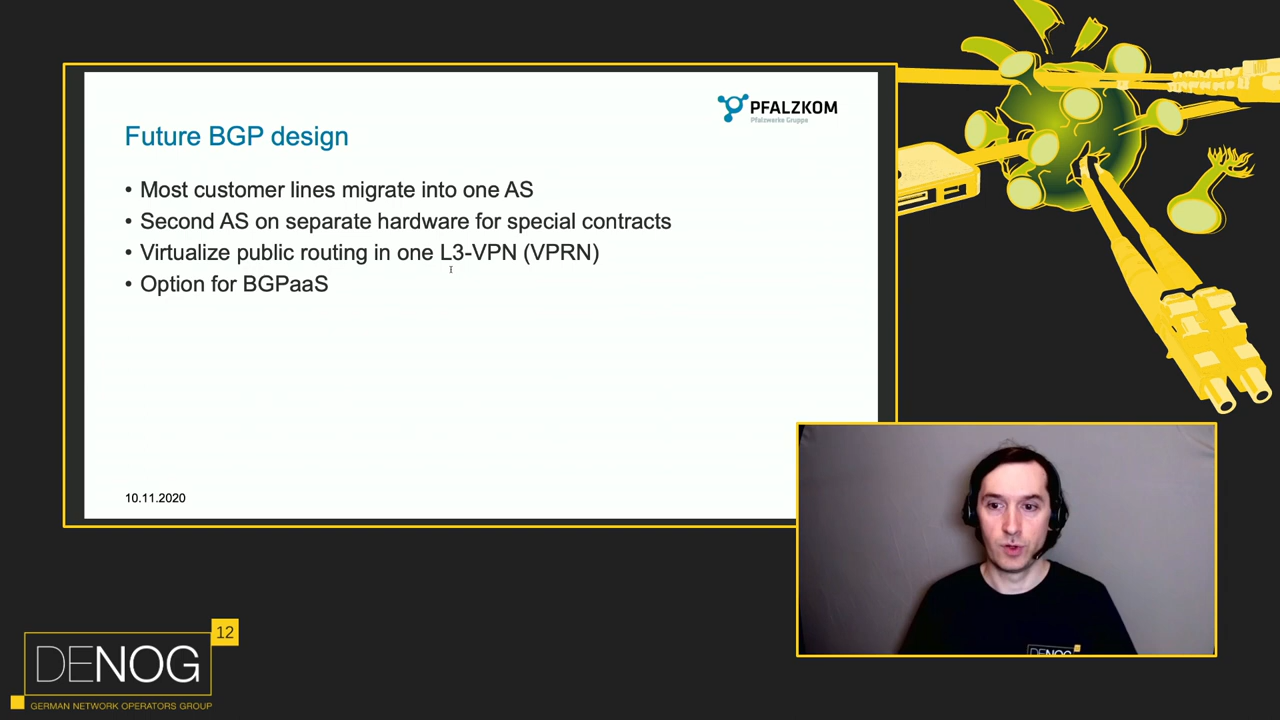 PFALZKOM
Pfalzwerke Gruppe
Future BGP design
• Most customer lines migrate into one AS
• Second AS on separate hardware for special contracts
• Virtualize public routing in one L3-VPN (VPRN)
• Option for BGPaaS
10.11.2020
DENOG
12
GERMAN NETWORK OPERATORS GROUP
DENOG